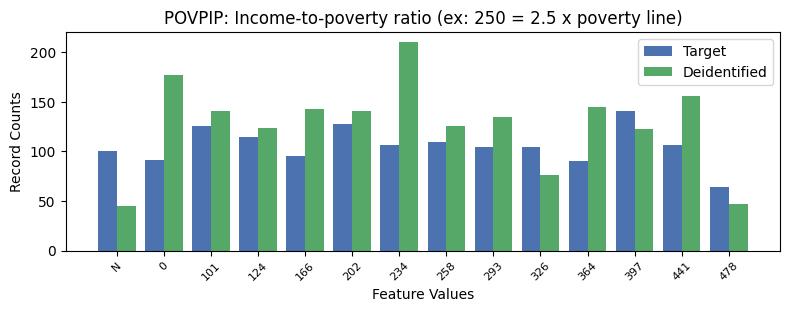 POVPIP: Income-to-poverty ratio (ex: 250 = 2.5 x poverty line)
Target
Deidentified
Record Counts
200
150
100
50
0
N 0 101 124 166 202 234 258 293 326 364 397 441 478
Feature Values